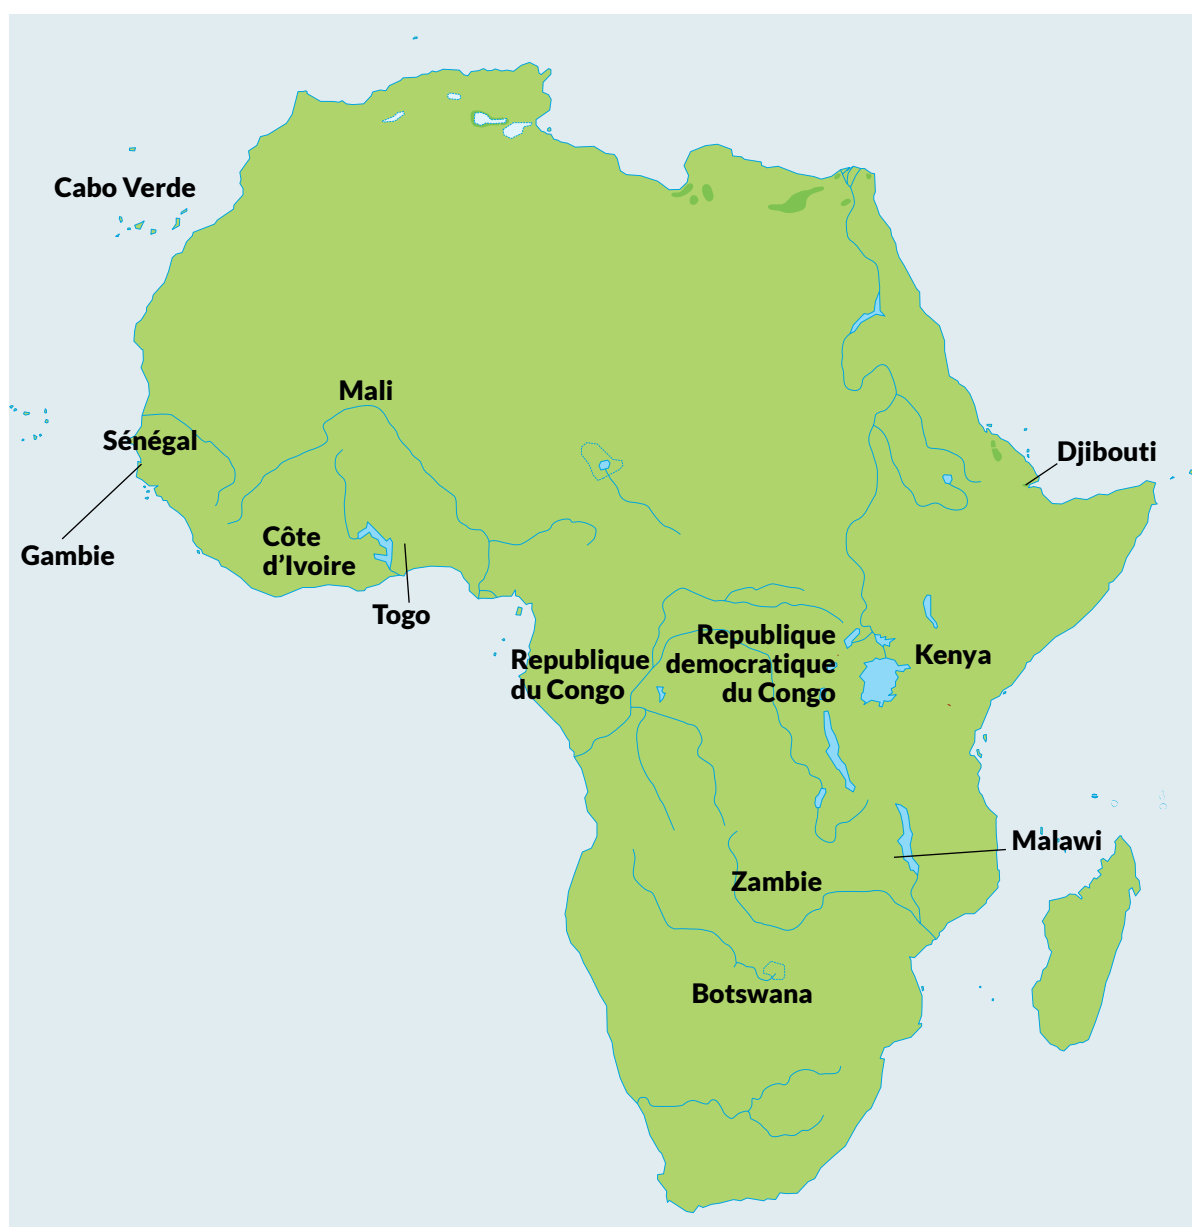 Cabo Verde
Mali
Sénégal
Djibouti
Gambie
Côte
d’Ivoire
Togo
Republique
du Congo
Republique
democratique
du Congo
Kenya
Malawi
Zambie
Botswana